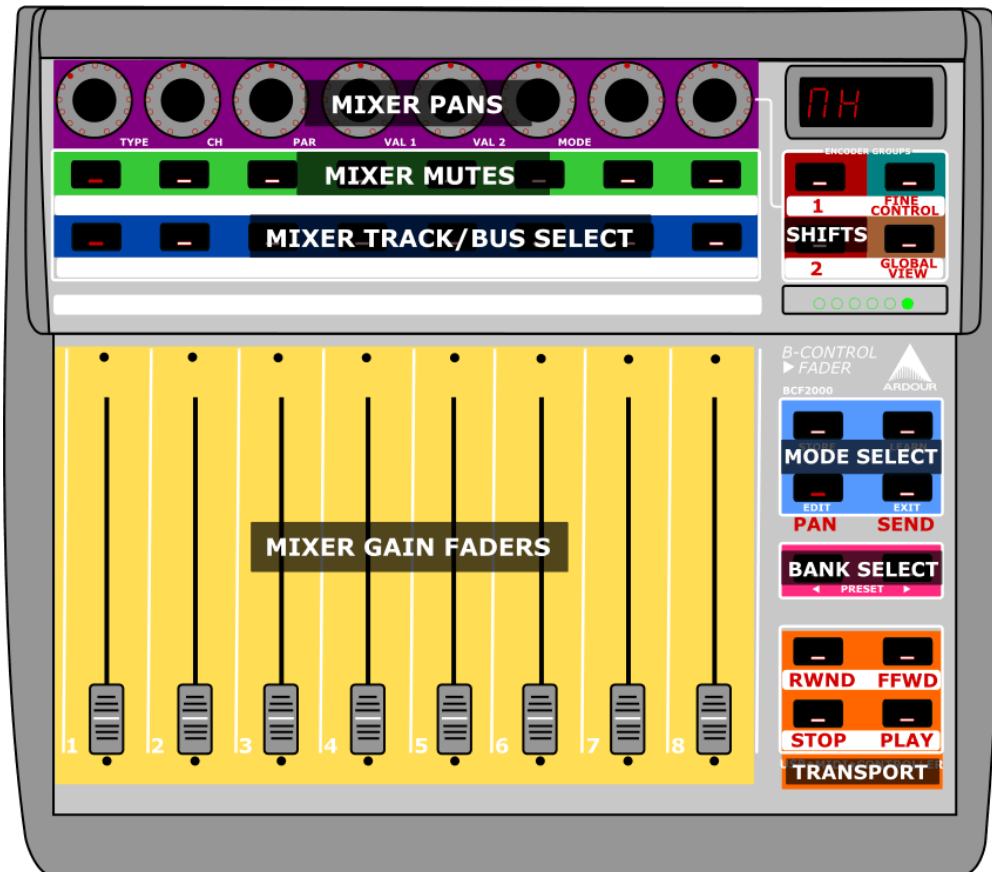 MIXER PANS
TYPE CH PAR VAL 1 VAL 2 MODE
MIXER MUTES
MIXER TRACK/BUS SELECT
ENCODER GROUPS
1 FINE CONTROL
SHIFTS
2 GLOBAL VIEW
B-CONTROL
FADER
BCF2000
ARDOUR
STORE LEARN
MODE SELECT
EDIT EXIT
PAN SEND
MIXER GAIN FADERS
BANK SELECT
PRESET
RWND FFWD
1 2 3 4 5 6 7 8
STOP PLAY
TRANSPORT